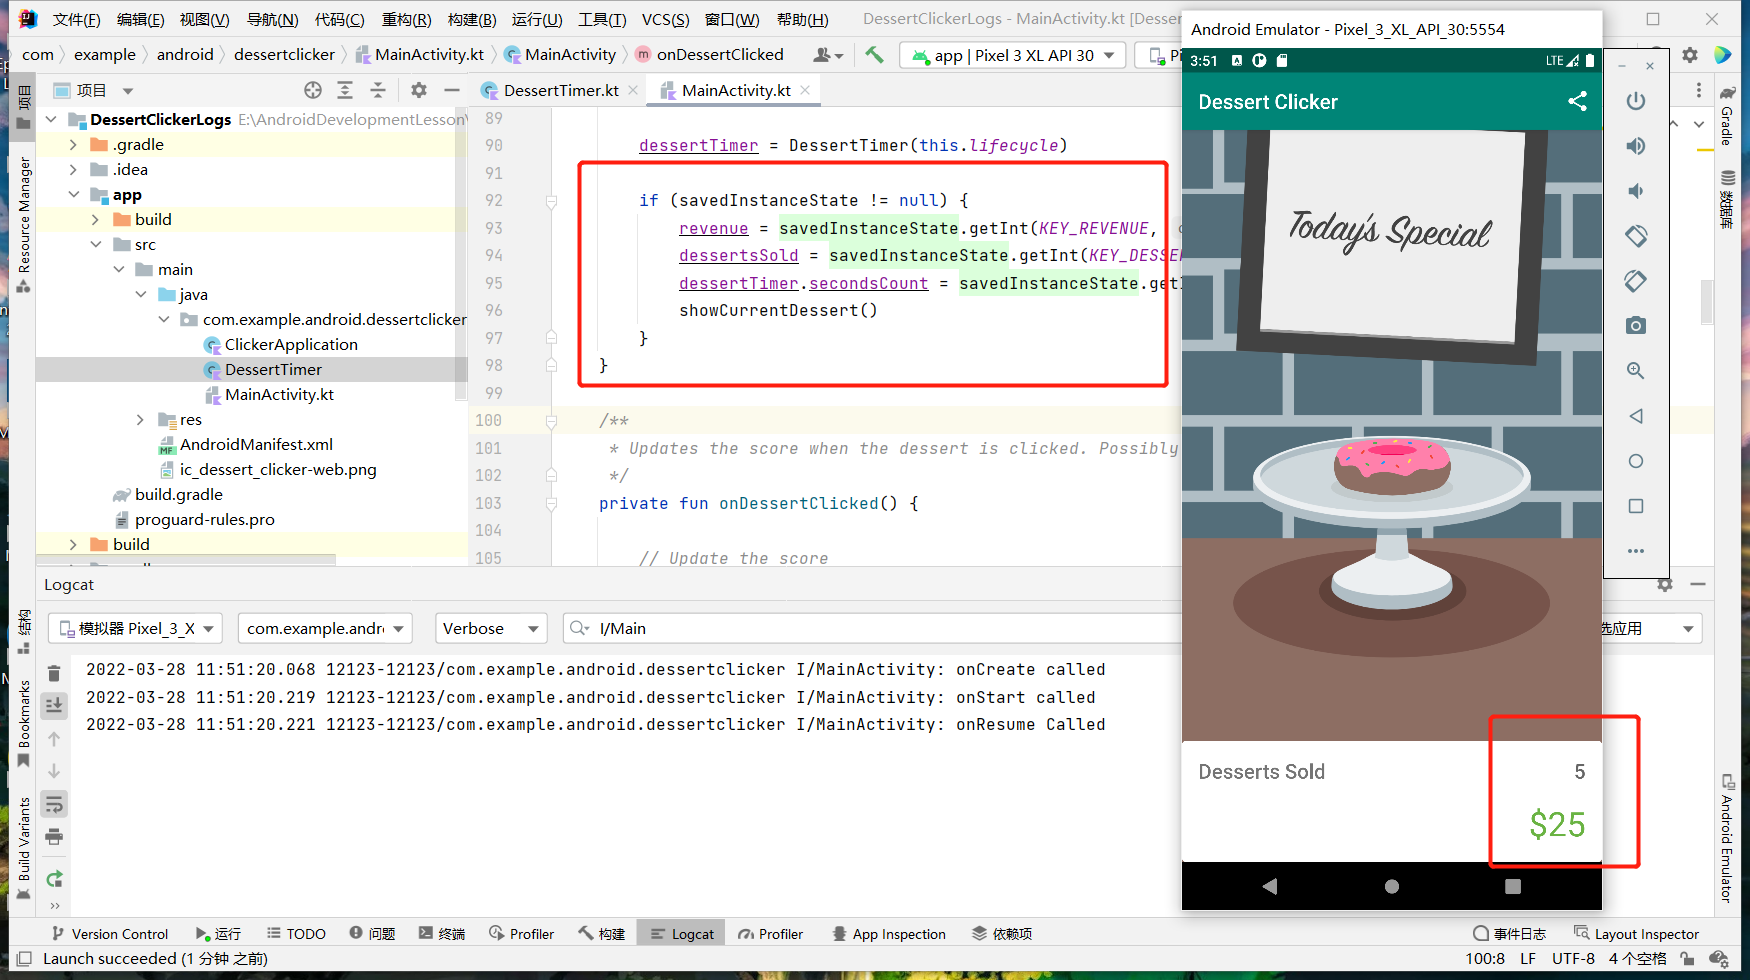 文件(F) 编辑(E) 视图(V) 导航(N) 代码(C) 重构(R) 构建(B) 运行(U) 工具(T) VCS(S) 窗口(W) 帮助(H) DessertClickerLogs - MainActivity.kt [Desser
com example android dessertclicker MainActivity.kt MainActivity onDessertClicked app | Pixel 3 XL API 30
项目
DessertTimer.kt MainActivity.kt
DessertClickerLogs E:\AndroidDevelopmentLesson\
.gradle
.idea
app
build
src
main
java
com.example.android.dessertclicker
ClickerApplication
DessertTimer
MainActivity.kt
res
AndroidManifest.xml
ic_dessert_clicker-web.png
build.gradle
proguard-rules.pro
build
89
90 dessertTimer = DessertTimer(this.lifecycle)
91
92 if (savedInstanceState != null) {
93 revenue = savedInstanceState.getInt(KEY_REVENUE,
94 dessertsSold = savedInstanceState.getInt(KEY_DESSE
95 dessertTimer.secondsCount = savedInstanceState.get
96 showCurrentDessert()
97 }
98 }
99
100 /**
101 * Updates the score when the dessert is clicked. Possibly
102 */
103 private fun onDessertClicked() {
104
105 // Update the score
Android Emulator - Pixel_3_XL_API_30:5554
3:51 LTE
Dessert Clicker
Today's Special
Desserts Sold 5
$25
Logcat
模拟器 Pixel_3_X com.example.andr Verbose I/Main 选应用
2022-03-28 11:51:20.068 12123-12123/com.example.android.dessertclicker I/MainActivity: onCreate called
2022-03-28 11:51:20.219 12123-12123/com.example.android.dessertclicker I/MainActivity: onStart called
2022-03-28 11:51:20.221 12123-12123/com.example.android.dessertclicker I/MainActivity: onResume Called
项目
Resource Manager
结构
Bookmarks
Build Variants
Gradle
数据库
Android Emulator
Version Control 运行 TODO 问题 终端 Profiler 构建 Logcat Profiler App Inspection 依赖项 事件日志 Layout Inspector
Launch succeeded (1 分钟 之前) 100:8 LF UTF-8 4 个空格